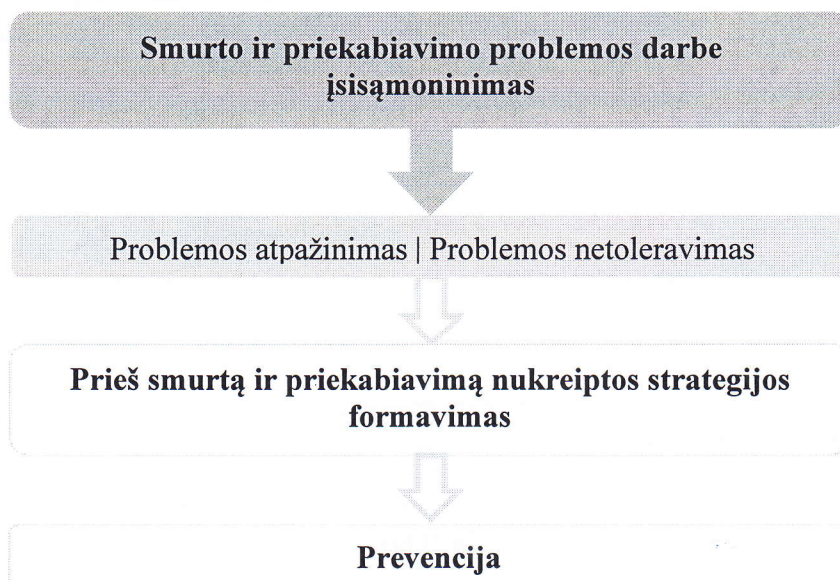 Smurto ir priekabiavimo problemos darbe
įsisąmoninimas
Problemos atpažinimas | Problemos netoleravimas
Prieš smurtą ir priekabiavimą nukreiptos strategijos
formavimas
Prevencija